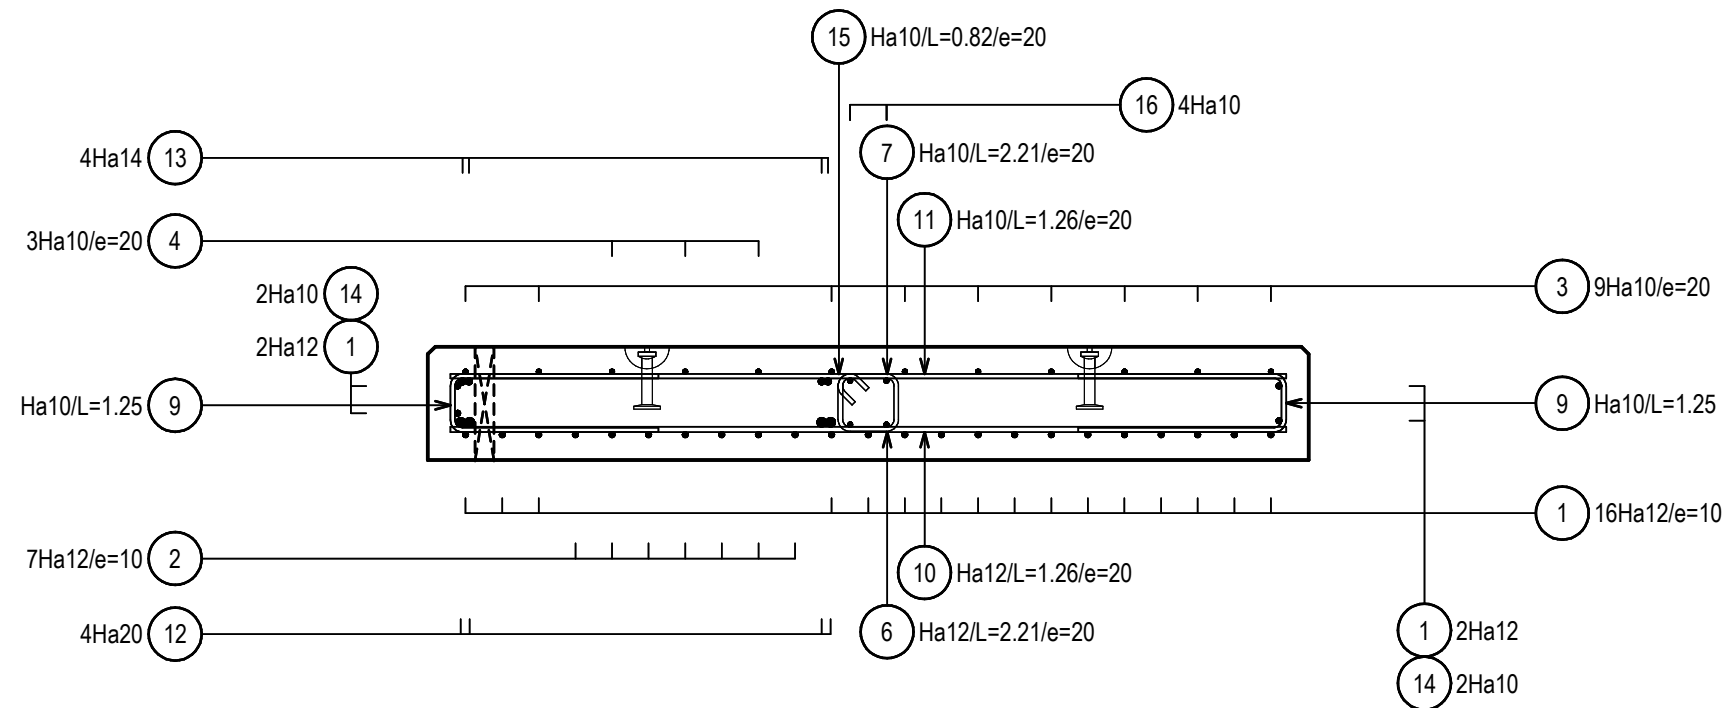 15 Ha10/L=0.82/e=20
16 4Ha10
4Ha14 13
7 Ha10/L=2.21/e=20
11 Ha10/L=1.26/e=20
3Ha10/e=20 4
2Ha10 14
3 9Ha10/e=20
2Ha12 1
Ha10/L=1.25 9
9 Ha10/L=1.25
1 16Ha12/e=10
7Ha12/e=10 2
10 Ha12/L=1.26/e=20
4Ha20 12
6 Ha12/L=2.21/e=20
1 2Ha12
14 2Ha10